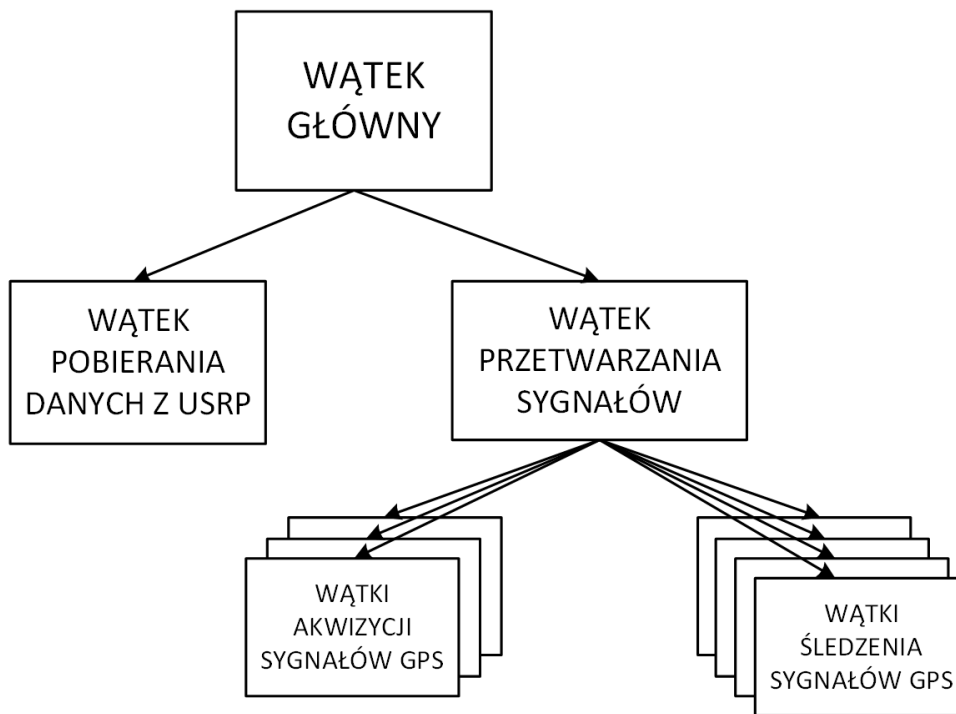 WĄTEK
GŁÓWNY
WĄTEK
POBIERANIA
DANYCH Z USRP
WĄTEK
PRZETWARZANIA
SYGNAŁÓW
WĄTKI
AKWIZYCJI
SYGNAŁÓW GPS
WĄTKI
ŚLEDZENIA
SYGNAŁÓW GPS